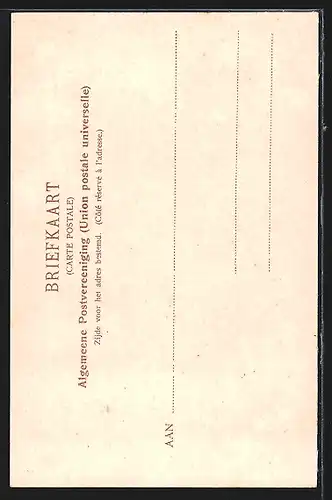 BRIEFKAART
(CARTE POSTALE)
Algemeene Postvereeniging (Union postale universelle)
Zijde voor het adres bestemd. (Côté réservé à l'adresse.)
AAN